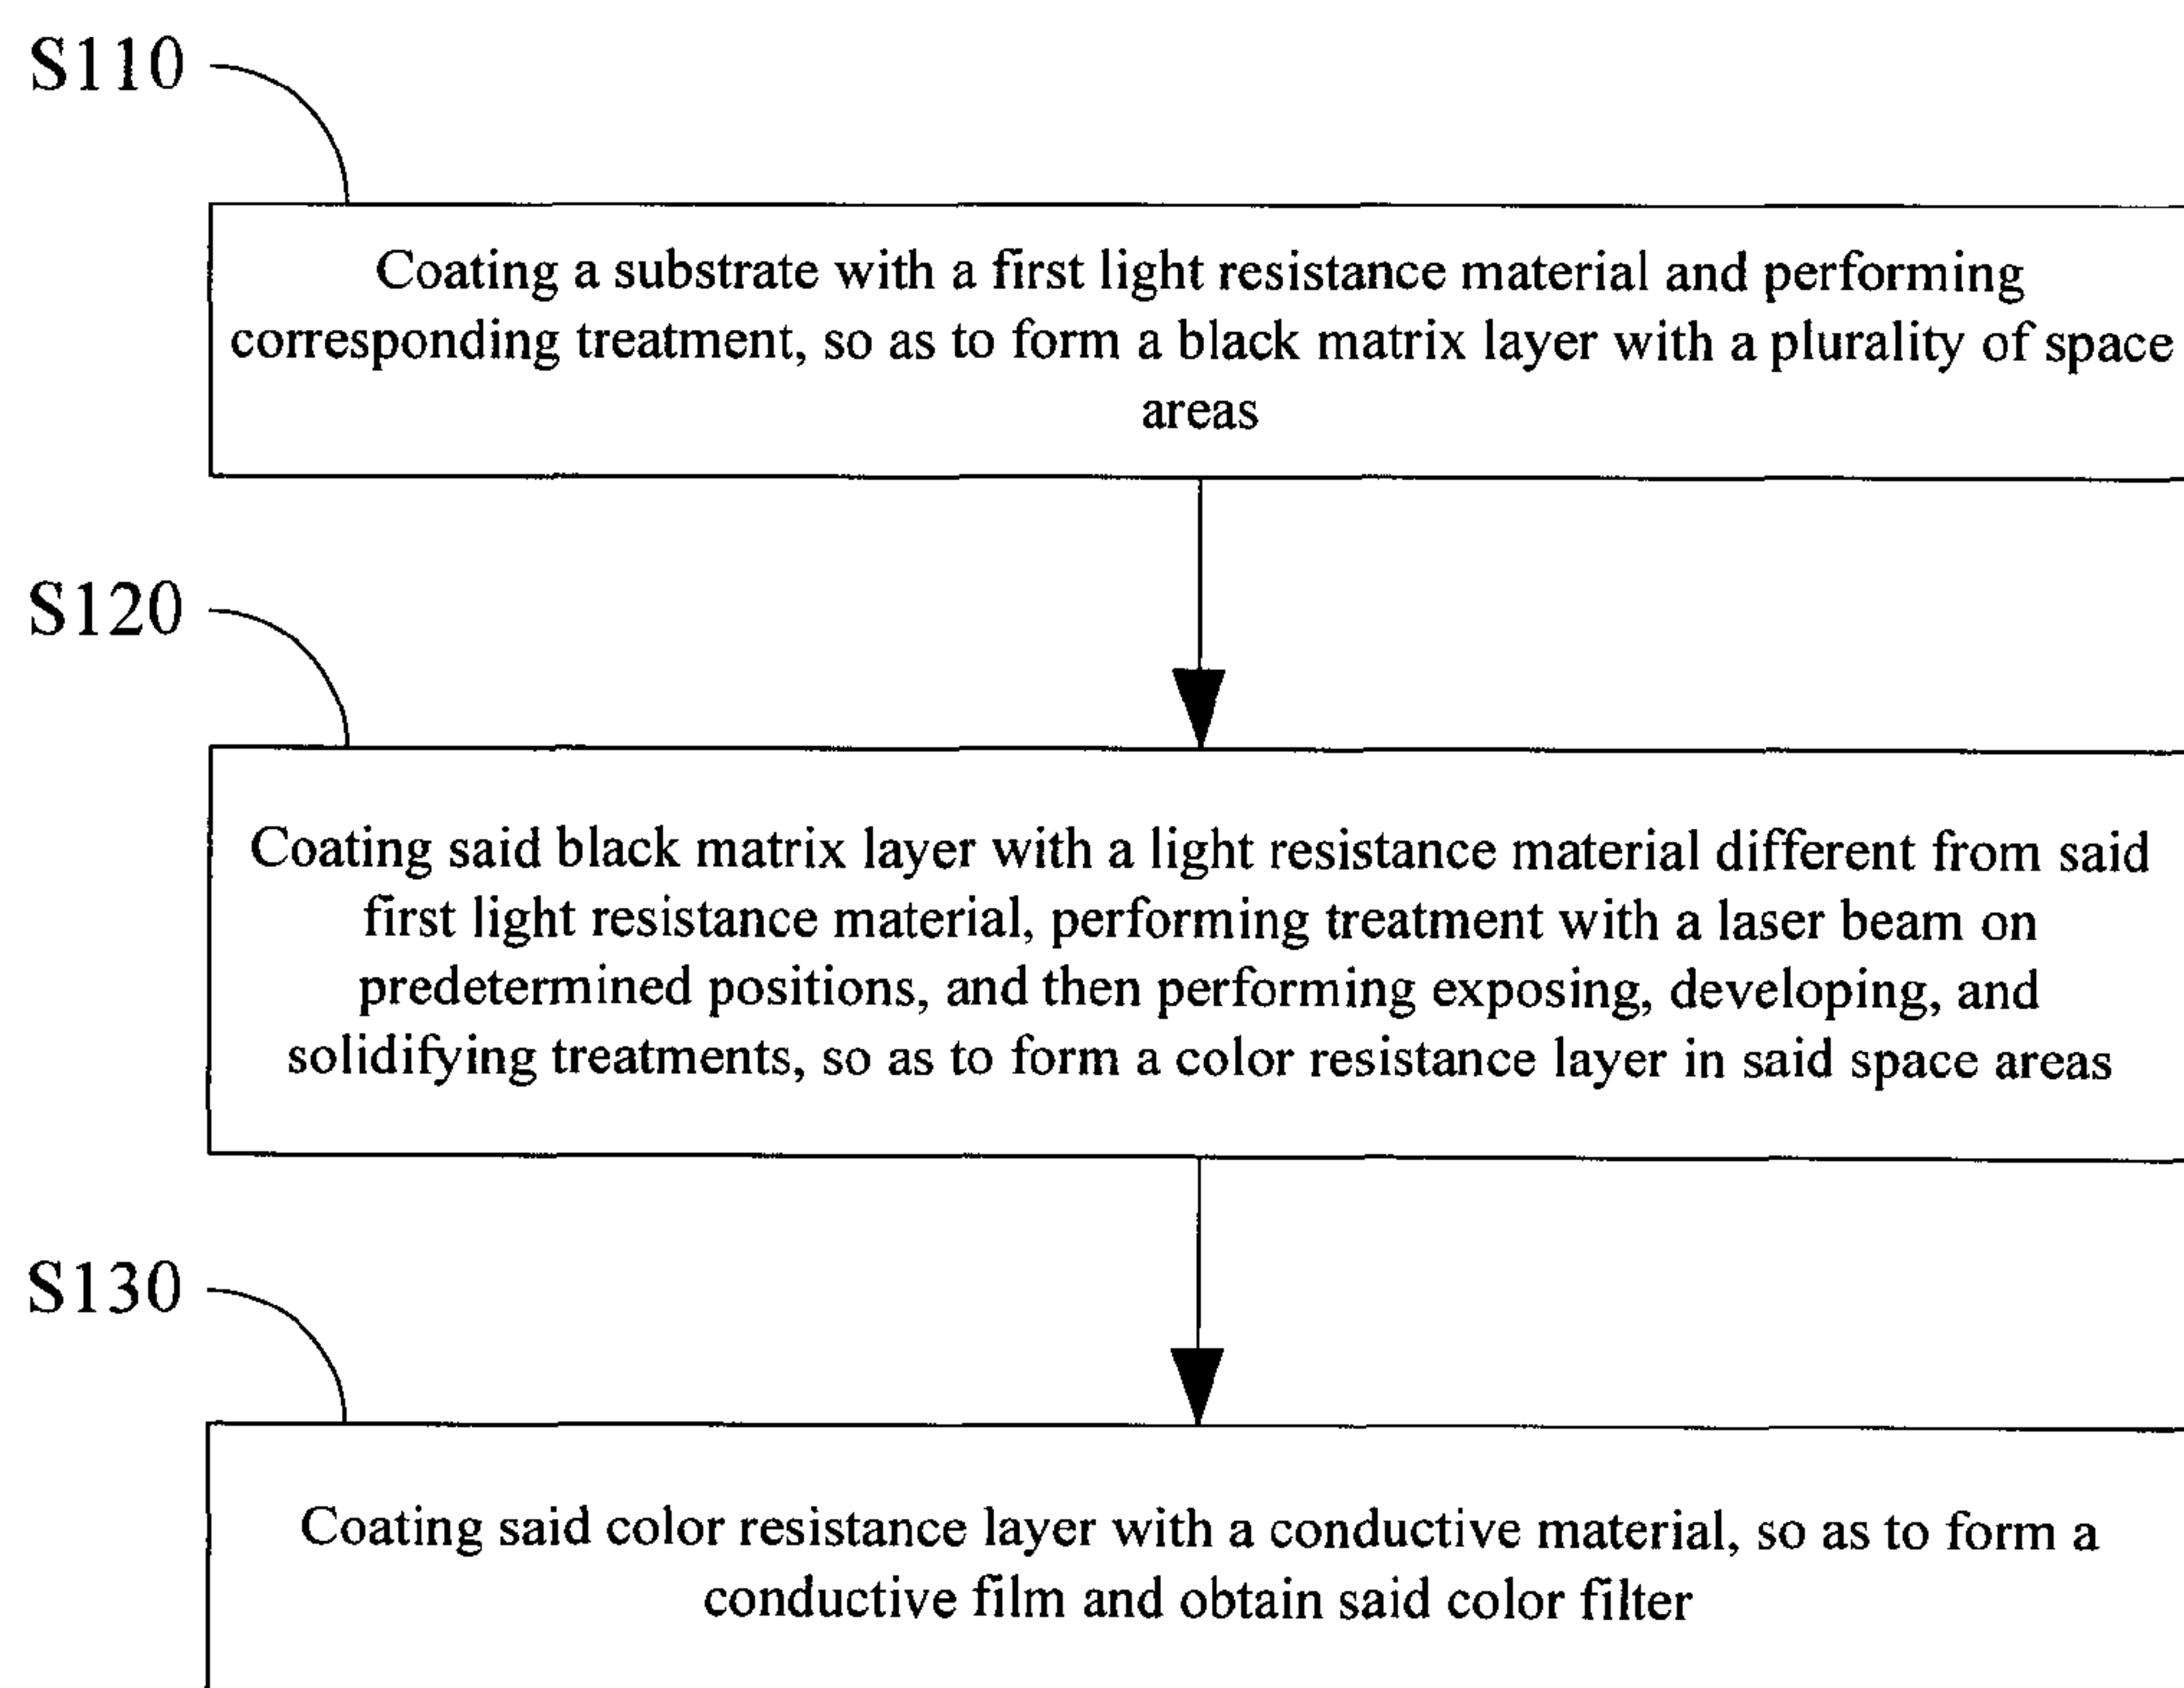 S110
Coating a substrate with a first light resistance material and performing
corresponding treatment, so as to form a black matrix layer with a plurality of space
areas
S120
Coating said black matrix layer with a light resistance material different from said
first light resistance material, performing treatment with a laser beam on
predetermined positions, and then performing exposing, developing, and
solidifying treatments, so as to form a color resistance layer in said space areas
S130
Coating said color resistance layer with a conductive material, so as to form a
conductive film and obtain said color filter